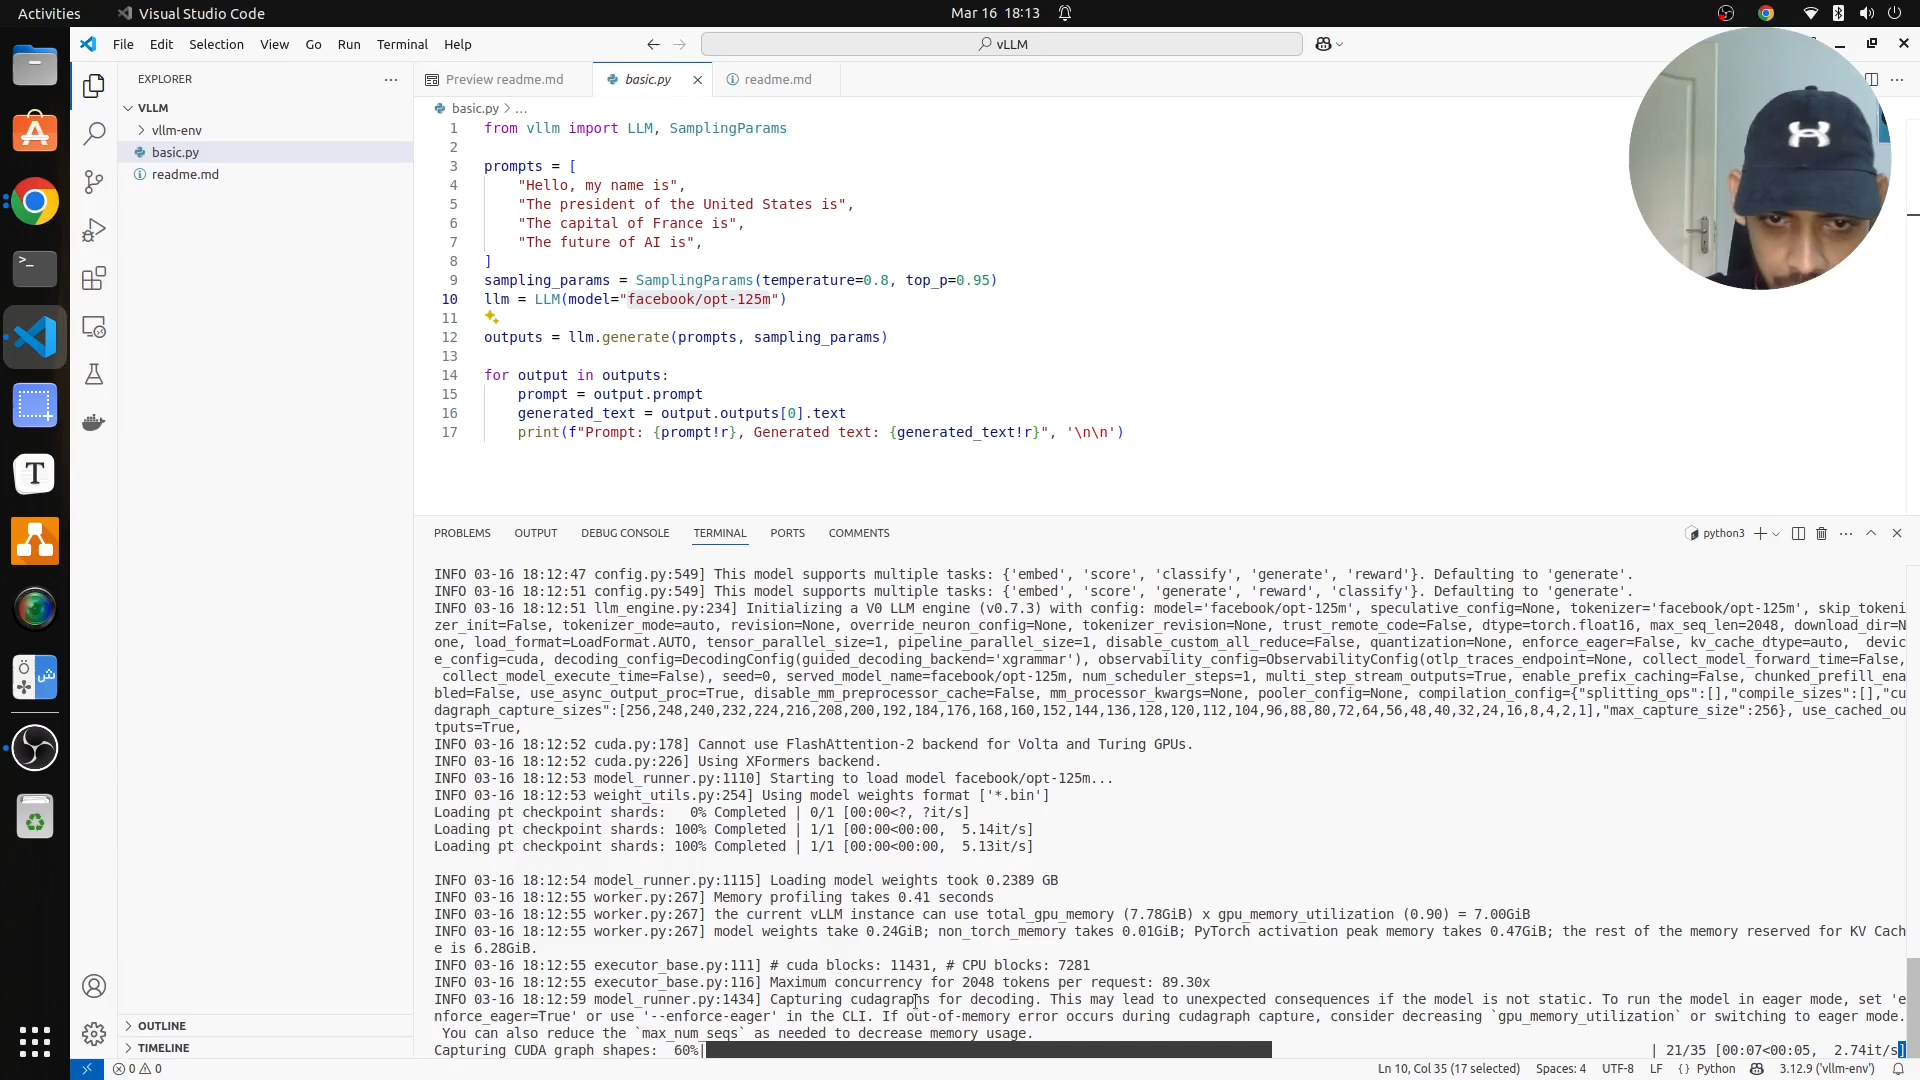 Activities
Visual Studio Code
Mar 16 18:13
File Edit Selection View Go Run Terminal Help
vLLM
EXPLORER
VLLM
vllm-env
basic.py
readme.md
OUTLINE
TIMELINE
Preview readme.md
basic.py
readme.md
basic.py > ...
1 from vllm import LLM, SamplingParams
2
3 prompts = [
4 "Hello, my name is",
5 "The president of the United States is",
6 "The capital of France is",
7 "The future of AI is",
8 ]
9 sampling_params = SamplingParams(temperature=0.8, top_p=0.95)
10 llm = LLM(model="facebook/opt-125m")
11
12 outputs = llm.generate(prompts, sampling_params)
13
14 for output in outputs:
15 prompt = output.prompt
16 generated_text = output.outputs[0].text
17 print(f"Prompt: {prompt!r}, Generated text: {generated_text!r}", '\n\n')
PROBLEMS OUTPUT DEBUG CONSOLE TERMINAL PORTS COMMENTS
python3
INFO 03-16 18:12:47 config.py:549] This model supports multiple tasks: {'embed', 'score', 'classify', 'generate', 'reward'}. Defaulting to 'generate'.
INFO 03-16 18:12:51 config.py:549] This model supports multiple tasks: {'embed', 'score', 'generate', 'reward', 'classify'}. Defaulting to 'generate'.
INFO 03-16 18:12:51 llm_engine.py:234] Initializing a V0 LLM engine (v0.7.3) with config: model='facebook/opt-125m', speculative_config=None, tokenizer='facebook/opt-125m', skip_tokeni
zer_init=False, tokenizer_mode=auto, revision=None, override_neuron_config=None, tokenizer_revision=None, trust_remote_code=False, dtype=torch.float16, max_seq_len=2048, download_dir=N
one, load_format=LoadFormat.AUTO, tensor_parallel_size=1, pipeline_parallel_size=1, disable_custom_all_reduce=False, quantization=None, enforce_eager=False, kv_cache_dtype=auto,  devic
e_config=cuda, decoding_config=DecodingConfig(guided_decoding_backend='xgrammar'), observability_config=ObservabilityConfig(otlp_traces_endpoint=None, collect_model_forward_time=False,
collect_model_execute_time=False), seed=0, served_model_name=facebook/opt-125m, num_scheduler_steps=1, multi_step_stream_outputs=True, enable_prefix_caching=False, chunked_prefill_ena
bled=False, use_async_output_proc=True, disable_mm_preprocessor_cache=False, mm_processor_kwargs=None, pooler_config=None, compilation_config={"splitting_ops":[],"compile_sizes":[],"cu
dagraph_capture_sizes":[256,248,240,232,224,216,208,200,192,184,176,168,160,152,144,136,128,120,112,104,96,88,80,72,64,56,48,40,32,24,16,8,4,2,1],"max_capture_size":256}, use_cached_ou
tputs=True,
INFO 03-16 18:12:52 cuda.py:178] Cannot use FlashAttention-2 backend for Volta and Turing GPUs.
INFO 03-16 18:12:52 cuda.py:226] Using XFormers backend.
INFO 03-16 18:12:53 model_runner.py:1110] Starting to load model facebook/opt-125m...
INFO 03-16 18:12:53 weight_utils.py:254] Using model weights format ['*.bin']
Loading pt checkpoint shards:   0% Completed | 0/1 [00:00<?, ?it/s]
Loading pt checkpoint shards: 100% Completed | 1/1 [00:00<00:00,  5.14it/s]
Loading pt checkpoint shards: 100% Completed | 1/1 [00:00<00:00,  5.13it/s]
INFO 03-16 18:12:54 model_runner.py:1115] Loading model weights took 0.2389 GB
INFO 03-16 18:12:55 worker.py:267] Memory profiling takes 0.41 seconds
INFO 03-16 18:12:55 worker.py:267] the current vLLM instance can use total_gpu_memory (7.78GiB) x gpu_memory_utilization (0.90) = 7.00GiB
INFO 03-16 18:12:55 worker.py:267] model weights take 0.24GiB; non_torch_memory takes 0.01GiB; PyTorch activation peak memory takes 0.47GiB; the rest of the memory reserved for KV Cach
e is 6.28GiB.
INFO 03-16 18:12:55 executor_base.py:111] # cuda blocks: 11431, # CPU blocks: 7281
INFO 03-16 18:12:55 executor_base.py:116] Maximum concurrency for 2048 tokens per request: 89.30x
INFO 03-16 18:12:59 model_runner.py:1434] Capturing cudagraphs for decoding. This may lead to unexpected consequences if the model is not static. To run the model in eager mode, set 'e
nforce_eager=True' or use '--enforce-eager' in the CLI. If out-of-memory error occurs during cudagraph capture, consider decreasing `gpu_memory_utilization` or switching to eager mode.
You can also reduce the `max_num_seqs` as needed to decrease memory usage.
Capturing CUDA graph shapes:  60%| | 21/35 [00:07<00:05,  2.74it/s]
0 0 Ln 10, Col 35 (17 selected) Spaces: 4 UTF-8 LF { } Python 3.12.9 ('vllm-env')